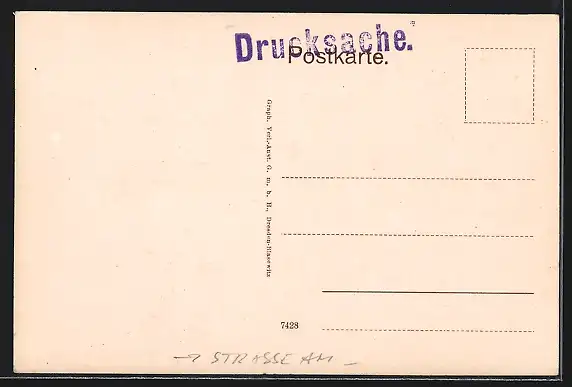 Drucksache.
Postkarte.
Graph. Verl.-Anst. G. m. b. H., Dresden-Blasewitz
7428
→ STRASSE AM –